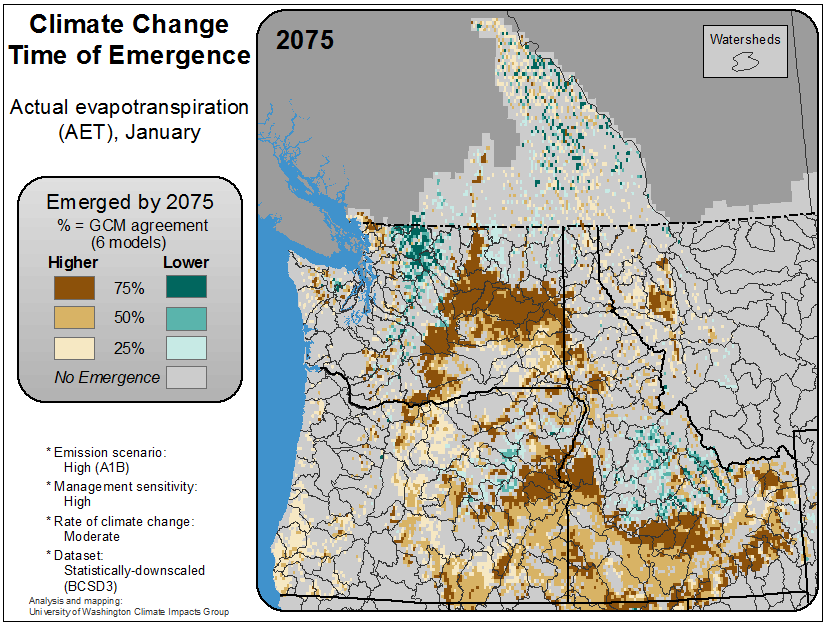 Climate Change
Time of Emergence
Actual evapotranspiration
(AET), January
Emerged by 2075
% = GCM agreement
(6 models)
Higher Lower
75%
50%
25%
No Emergence
* Emission scenario:
High (A1B)
* Management sensitivity:
High
* Rate of climate change:
Moderate
* Dataset:
Statistically-downscaled
(BCSD3)
Analysis and mapping:
University of Washington Climate Impacts Group
2075
Watersheds